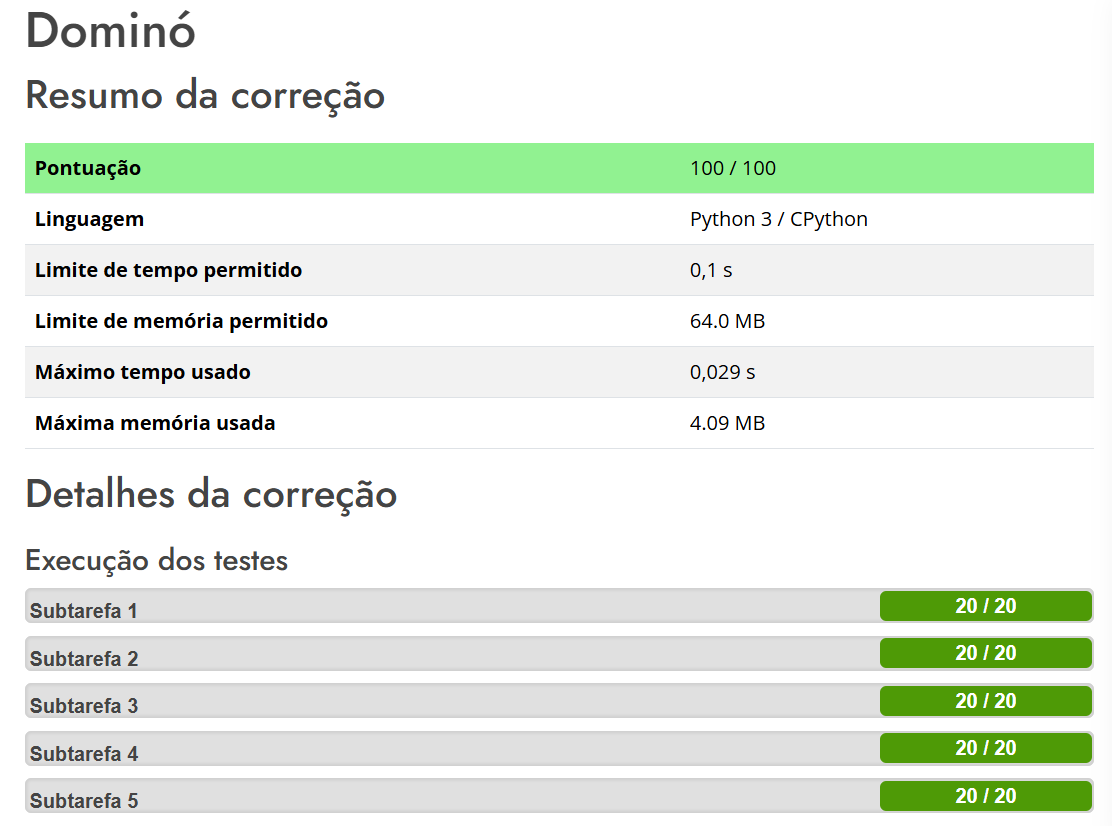 Dominó
Resumo da correção
Pontuação 100 / 100
Linguagem Python 3 / CPython
Limite de tempo permitido 0,1 s
Limite de memória permitido 64.0 MB
Máximo tempo usado 0,029 s
Máxima memória usada 4.09 MB
Detalhes da correção
Execução dos testes
Subtarefa 1 20 / 20
Subtarefa 2 20 / 20
Subtarefa 3 20 / 20
Subtarefa 4 20 / 20
Subtarefa 5 20 / 20